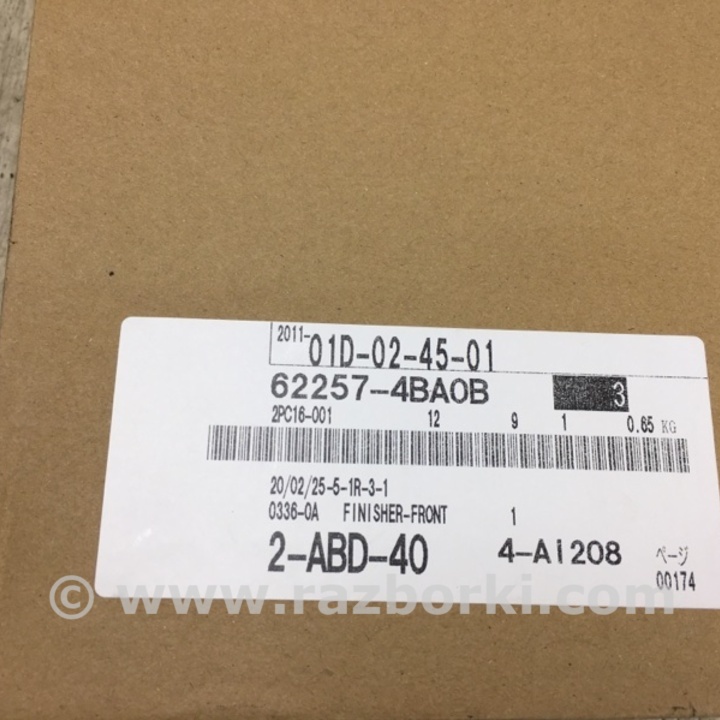 2011-01D-02-45-01
62257-4BA0B 3
2PC16-001 12 9 1 0.65 KG
20/02/25-5-1R-3-1
0336-0A FINISHER-FRONT 1
2-ABD-40 4-A1208 ページ
00174
© www.razborki.com